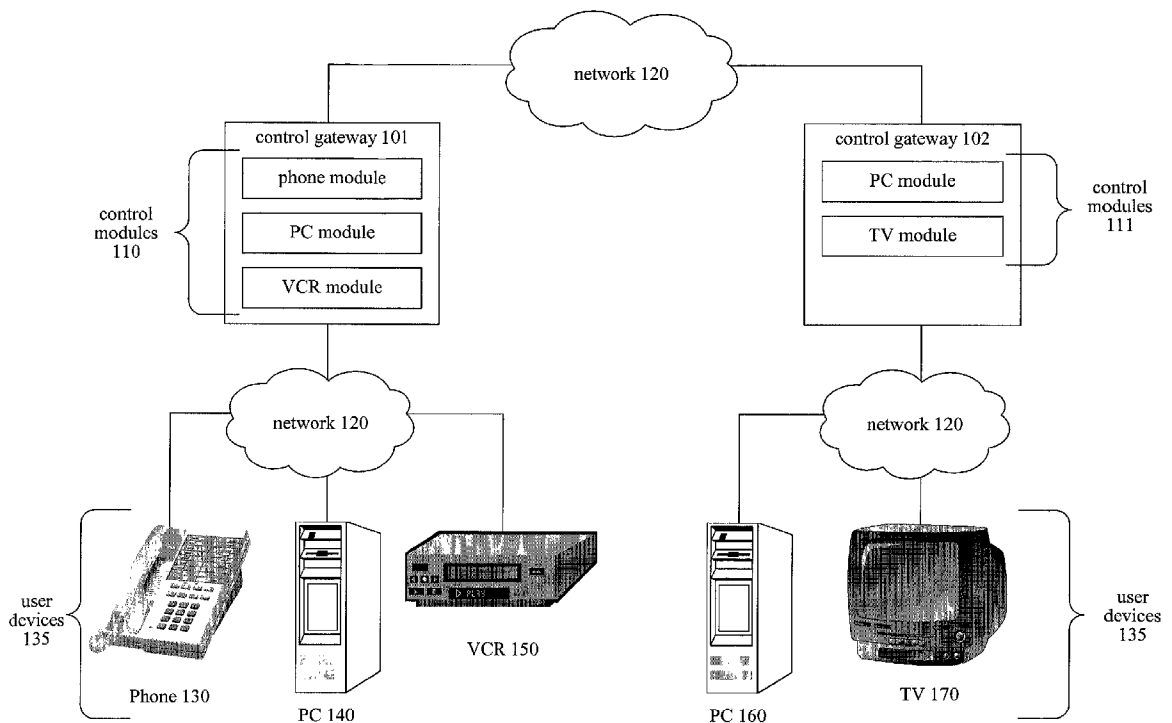 network 120
control gateway 101
phone module
PC module
VCR module
control
modules
110
control gateway 102
PC module
TV module
control
modules
111
network 120
network 120
user
devices
135
PLAY
Phone 130
PC 140
VCR 150
PC 160
TV 170
user
devices
135